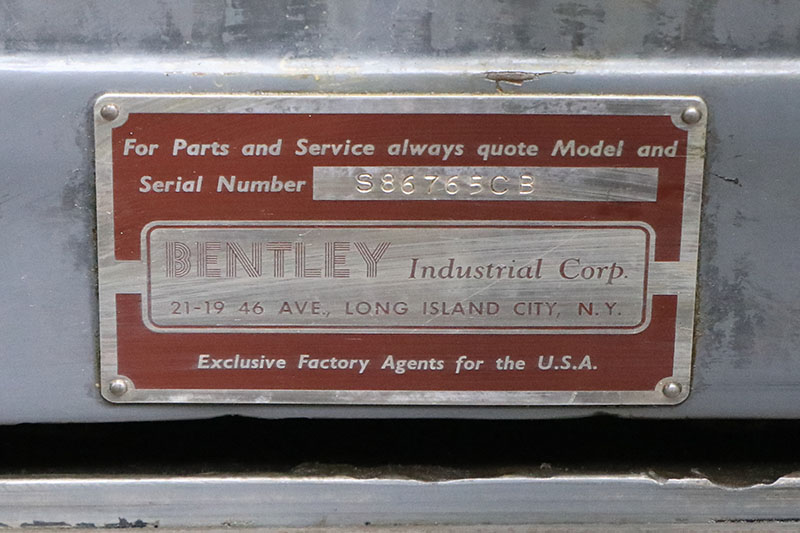 For Parts and Service always quote Model and
Serial Number S86765CB
BENTLEY Industrial Corp.
21-19 46 AVE., LONG ISLAND CITY, N.Y.
Exclusive Factory Agents for the U.S.A.